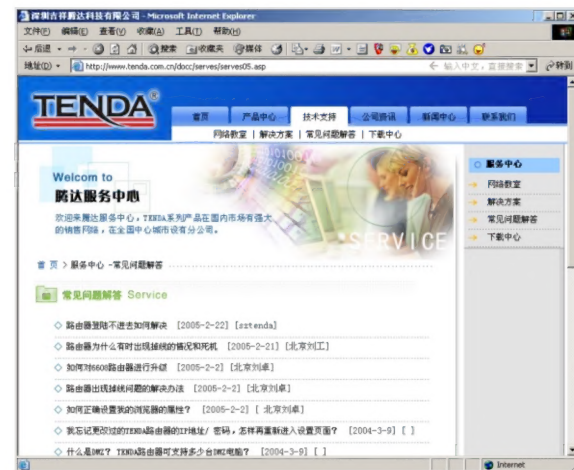 深圳吉祥腾达科技有限公司 - Microsoft Internet Explorer
文件(F) 编辑(E) 查看(V) 收藏(A) 工具(T) 帮助(H)
后退 搜索 收藏夹 媒体
地址(D) http://www.tenda.com.cn/docc/serves/serves05.asp 输入中文，直接搜索 转到
TENDA®
首页 产品中心 技术支持 公司资讯 新闻中心 联系我们
网络教室 | 解决方案 | 常见问题解答 | 下载中心
Welcom to
腾达服务中心
欢迎来腾达服务中心，TENDA系列产品在国内市场有强大
的销售网络，在全国中心城市设有分公司。
SERVICE
服务中心
网络教室
解决方案
常见问题解答
下载中心
首 页 > 服务中心 -常见问题解答
常见问题解答 Service
路由器登陆不进去如何解决 [2005-2-22] [sztenda]
路由器为什么有时出现掉线的情况和死机 [2005-2-21] [北京刘工]
如何对6600路由器进行升级 [2005-2-2] [北京刘卓]
路由器出现掉线问题的解决办法 [2005-2-2] [北京刘卓]
如何正确设置我的浏览器的属性? [2005-2-2] [ 北京刘卓]
我忘记更改过的TENDA路由器的IP地址/ 密码，怎样再重新进入设置页面? [2004-3-9] [ ]
什么是DMZ? TENDA路由器可支持多少台DMZ电脑? [2004-3-9] [ ]
Internet